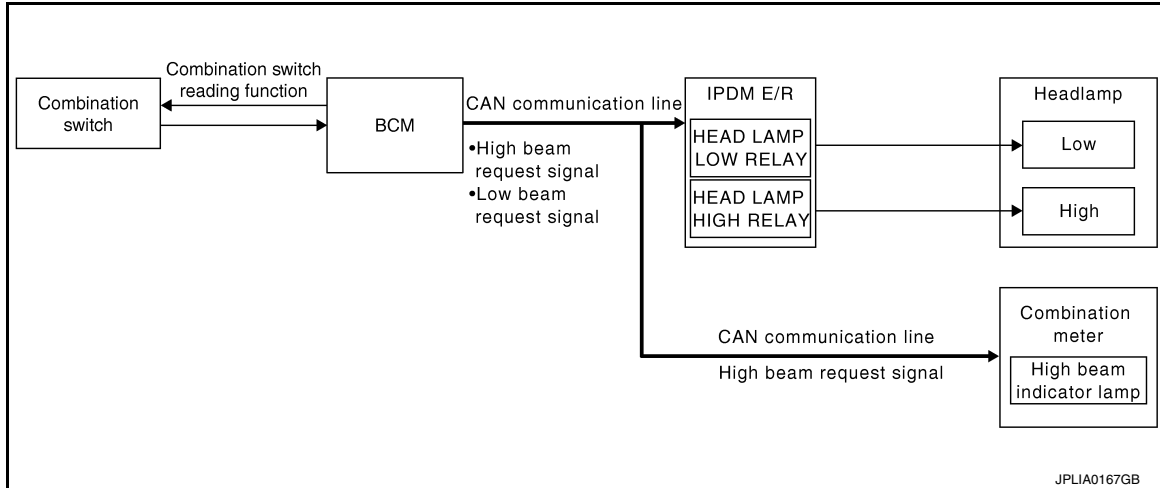 Combination switch
reading function
Combination
switch
BCM
CAN communication line
•High beam
request signal
•Low beam
request signal
IPDM E/R
HEAD LAMP
LOW RELAY
HEAD LAMP
HIGH RELAY
Headlamp
Low
High
CAN communication line
High beam request signal
Combination
meter
High beam
indicator lamp
JPLIA0167GB